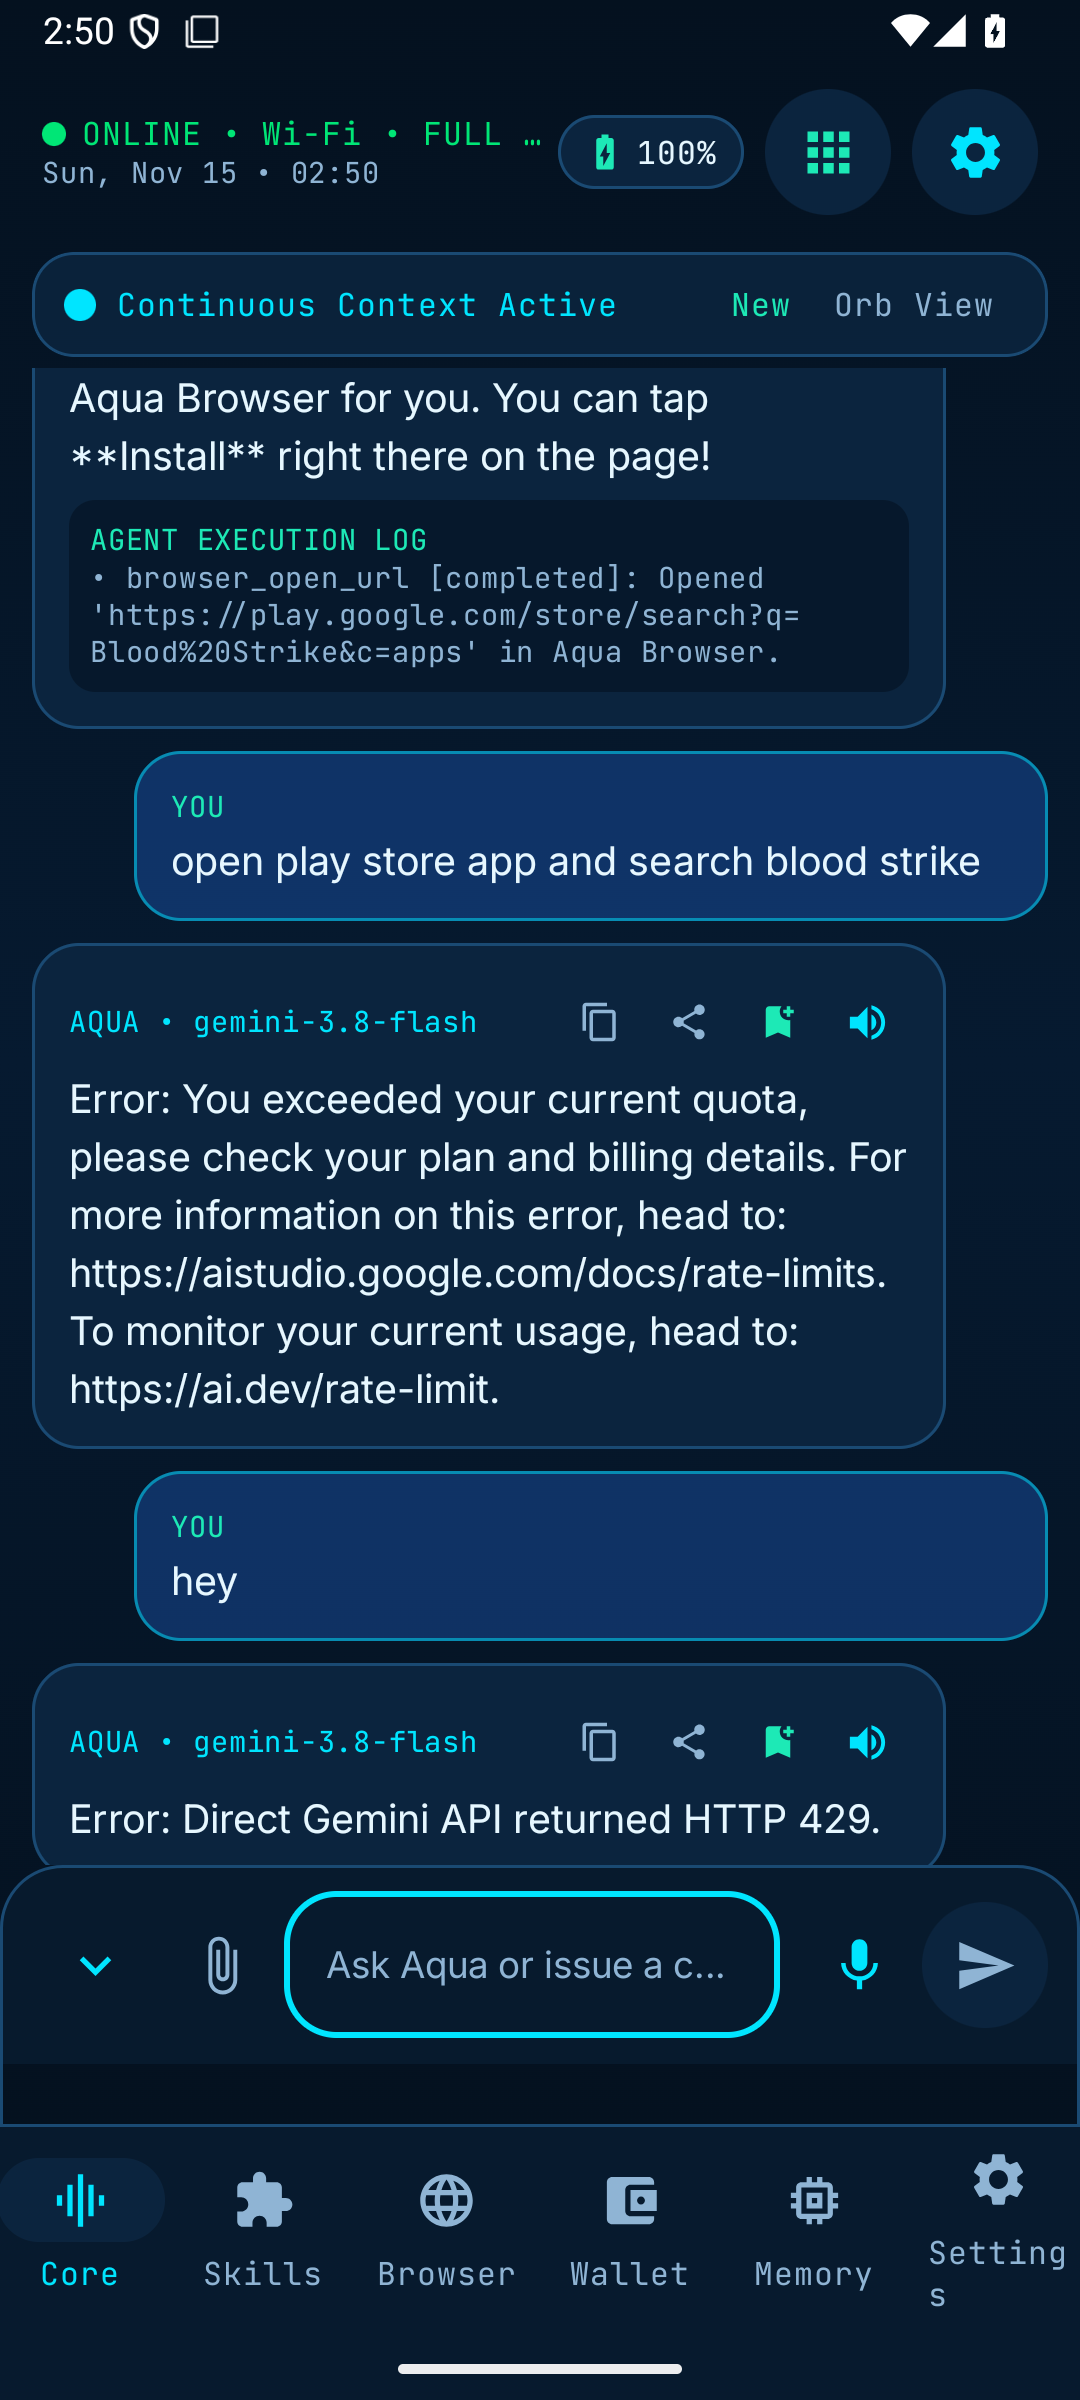 2:50
ONLINE • Wi-Fi • FULL …
Sun, Nov 15 • 02:50
100%
Continuous Context Active
New
Orb View
Aqua Browser for you. You can tap
**Install** right there on the page!
AGENT EXECUTION LOG
• browser_open_url [completed]: Opened
'https://play.google.com/store/search?q=
Blood%20Strike&c=apps' in Aqua Browser.
YOU
open play store app and search blood strike
AQUA • gemini-3.8-flash
Error: You exceeded your current quota,
please check your plan and billing details. For
more information on this error, head to:
https://aistudio.google.com/docs/rate-limits.
To monitor your current usage, head to:
https://ai.dev/rate-limit.
YOU
hey
AQUA • gemini-3.8-flash
Error: Direct Gemini API returned HTTP 429.
Ask Aqua or issue a c...
Core
Skills
Browser
Wallet
Memory
Setting
s